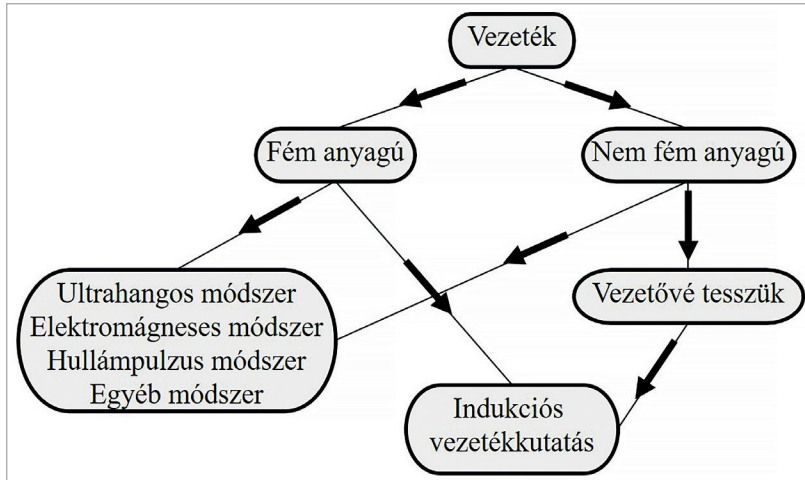 Vezeték
Fém anyagú
Nem fém anyagú
Ultrahangos módszer
Elektromágneses módszer
Hullámpulzus módszer
Egyéb módszer
Vezetővé tesszük
Indukciós
vezetékkutatás